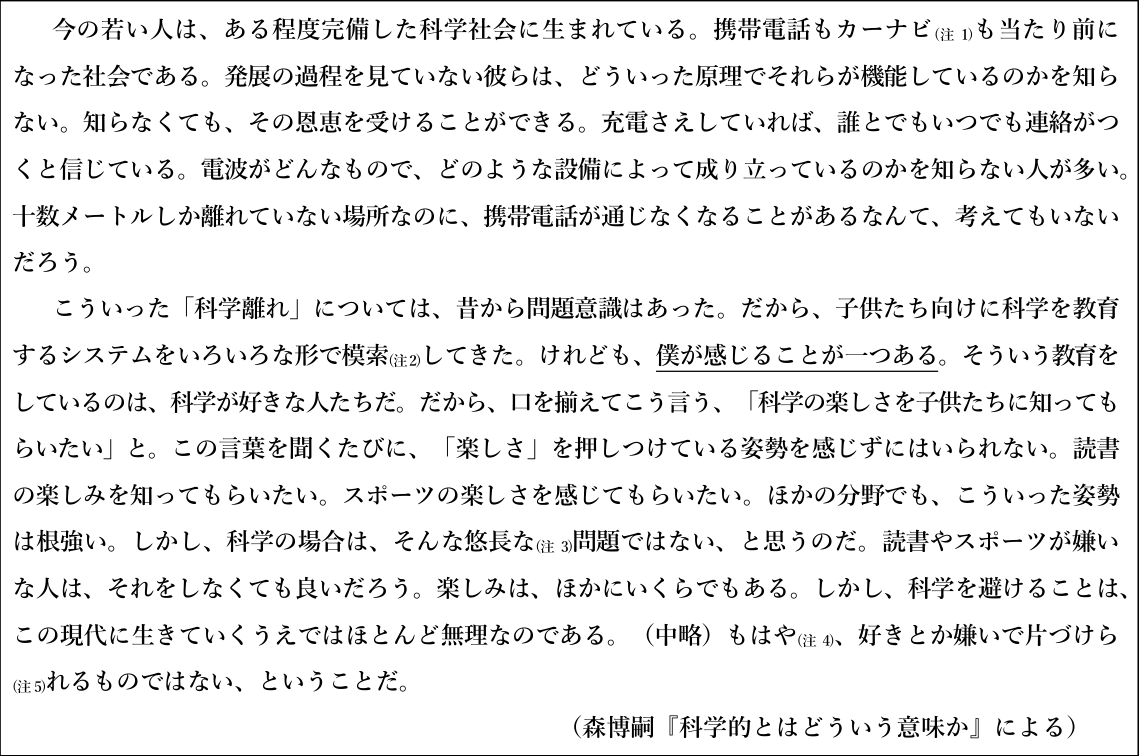 今の若い人は、ある程度完備した科学社会に生まれている。携帯電話もカーナビ(注 1)も当たり前に
なった社会である。発展の過程を見ていない彼らは、どういった原理でそれらが機能しているのかを知ら
ない。知らなくても、その恩恵を受けることができる。充電さえしていれば、誰とでもいつでも連絡がつ
くと信じている。電波がどんなもので、どのような設備によって成り立っているのかを知らない人が多い。
十数メートルしか離れていない場所なのに、携帯電話が通じなくなることがあるなんて、考えてもいない
だろう。
こういった「科学離れ」については、昔から問題意識はあった。だから、子供たち向けに科学を教育
するシステムをいろいろな形で模索(注2)してきた。けれども、僕が感じることが一つある。そういう教育を
しているのは、科学が好きな人たちだ。だから、口を揃えてこう言う、「科学の楽しさを子供たちに知っても
らいたい」と。この言葉を聞くたびに、「楽しさ」を押しつけている姿勢を感じずにはいられない。読書
の楽しみを知ってもらいたい。スポーツの楽しさを感じてもらいたい。ほかの分野でも、こういった姿勢
は根強い。しかし、科学の場合は、そんな悠長な(注 3)問題ではない、と思うのだ。読書やスポーツが嫌い
な人は、それをしなくても良いだろう。楽しみは、ほかにいくらでもある。しかし、科学を避けることは、
この現代に生きていくうえではほとんど無理なのである。（中略）もはや(注 4)、好きとか嫌いで片づけら
(注5)れるものではない、ということだ。
（森博嗣『科学的とはどういう意味か』による）